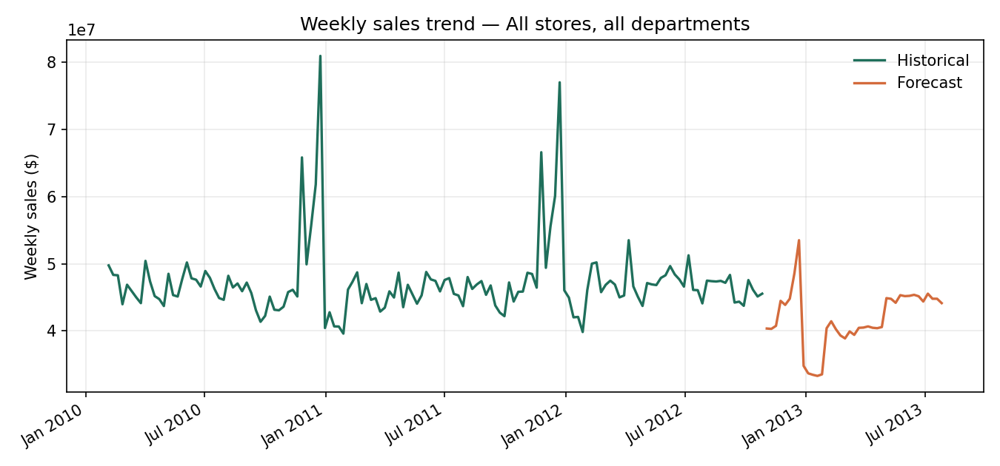 Weekly sales trend — All stores, all departments
1e7
Weekly sales ($)
8
7
6
5
4
Historical
Forecast
Jan 2010
Jul 2010
Jan 2011
Jul 2011
Jan 2012
Jul 2012
Jan 2013
Jul 2013